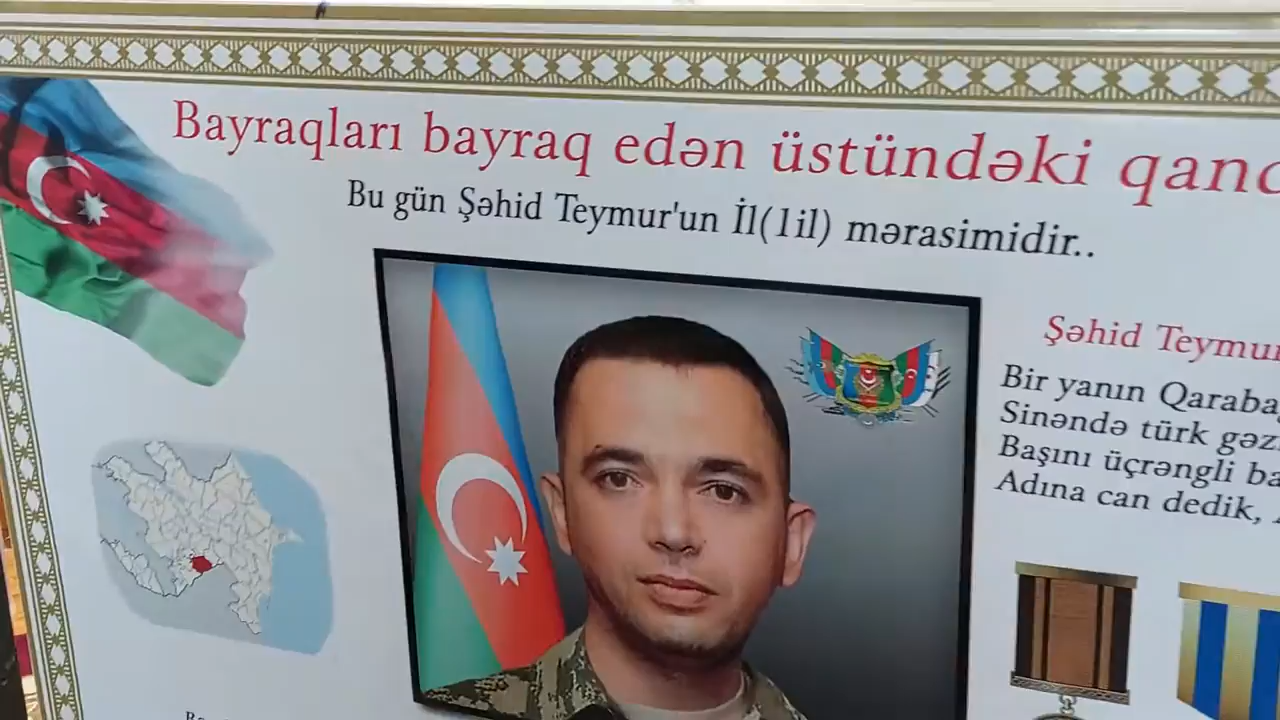 Bayraqları bayraq edən üstündəki
Bu gün Şəhid Teymur'un İl(1il) mərasimidir..
Şəhid Teymur
Bir yanın
Sinəndə türk
Başını üçrəngli
Adına can dedik,